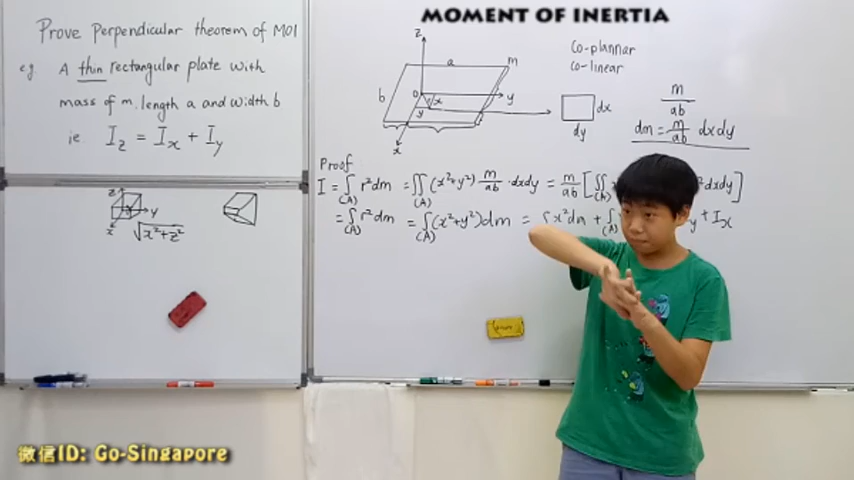 MOMENT OF INERTIA
Prove Perpendicular theorem of MOI
e.g. A thin rectangular plate with
mass of m, length a and width b
ie I_z = I_x + I_y
z
y
x
√(x²+z²)
z
a
m
b
O
x
y
y
x
Co-plannar
Co-linear
dx
dy
m/ab
dm = m/ab dxdy
Proof
I = ∫(A) r²dm = ∬(A) (x²+y²) m/ab · dxdy = m/ab [∬(A) dxdy]
= ∫(A) r²dm = ∫(A) (x²+y²)dm = ∫x²dm + ∫(A) y + I_x
微信ID: Go-Singapore